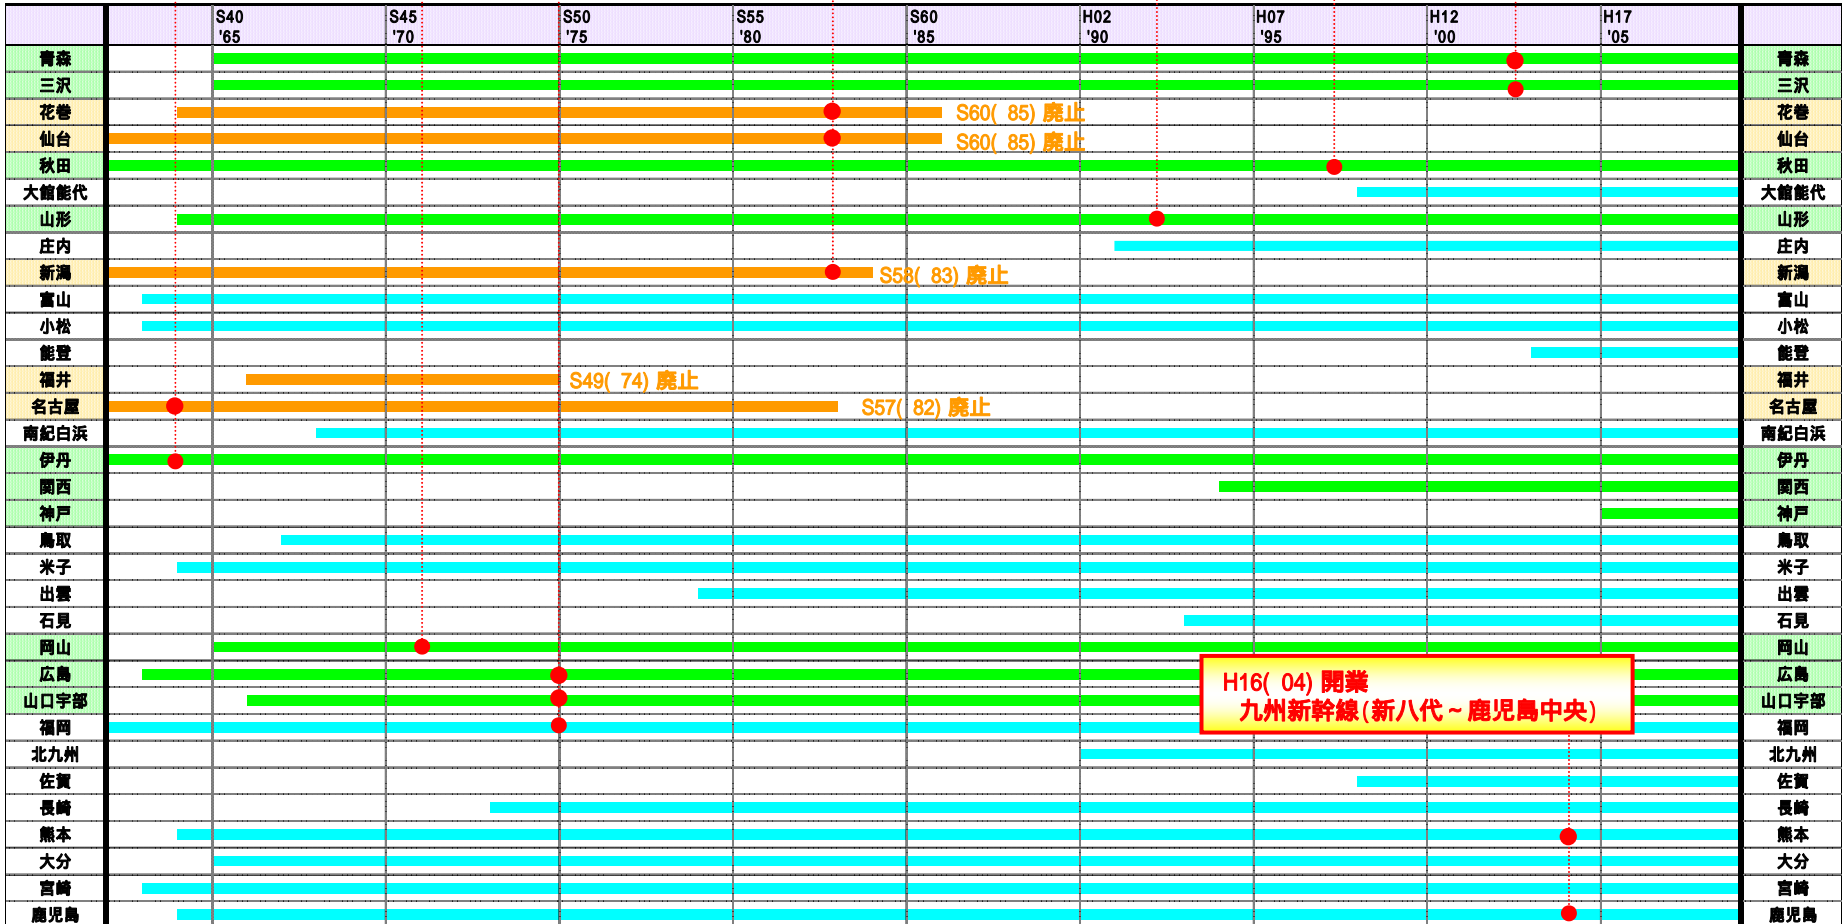 S40 S45 S50 S55 S60 H02 H07 H12 H17
'65 '70 '75 '80 '85 '90 '95 '00 '05
青森 青森
三沢 三沢
花巻 S60( 85) 廃止 花巻
仙台 S60( 85) 廃止 仙台
秋田 秋田
大館能代 大館能代
山形 山形
庄内 庄内
新潟 S58( 83) 廃止 新潟
富山 富山
小松 小松
能登 能登
福井 S49( 74) 廃止 福井
名古屋 S57( 82) 廃止 名古屋
南紀白浜 南紀白浜
伊丹 伊丹
関西 関西
神戸 神戸
鳥取 鳥取
米子 米子
出雲 出雲
石見 石見
岡山 岡山
広島 広島
H16( 04) 開業
九州新幹線(新八代～鹿児島中央)
山口宇部 山口宇部
福岡 福岡
北九州 北九州
佐賀 佐賀
長崎 長崎
熊本 熊本
大分 大分
宮崎 宮崎
鹿児島 鹿児島